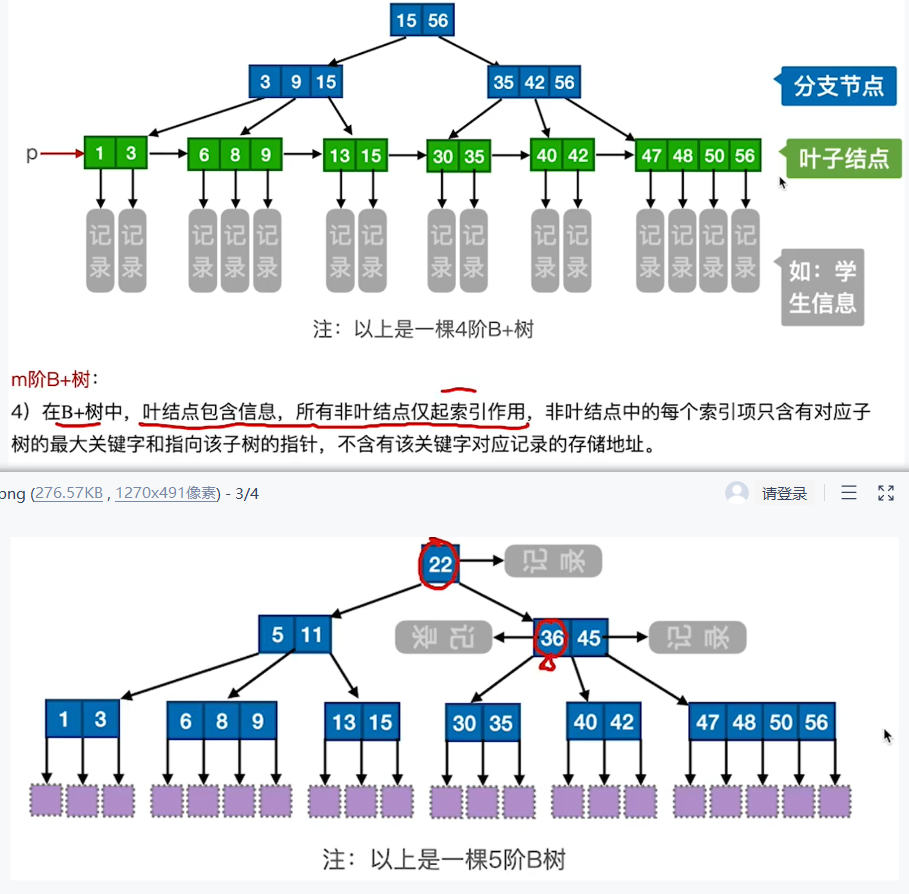 15 56
3 9 15
35 42 56
分支节点
p
1 3
6 8 9
13 15
30 35
40 42
47 48 50 56
叶子结点
记录 记录
记录 记录 记录
记录 记录
记录 记录
记录 记录
记录 记录 记录 记录
如：学
生信息
注：以上是一棵4阶B+树
m阶B+树：
4）在B+树中，叶结点包含信息，所有非叶结点仅起索引作用，非叶结点中的每个索引项只含有对应子
树的最大关键字和指向该子树的指针，不含有该关键字对应记录的存储地址。
png (276.57KB , 1270x491像素) - 3/4
请登录
22
记录
5 11
记录
36 45
记录
1 3
6 8 9
13 15
30 35
40 42
47 48 50 56
注：以上是一棵5阶B树